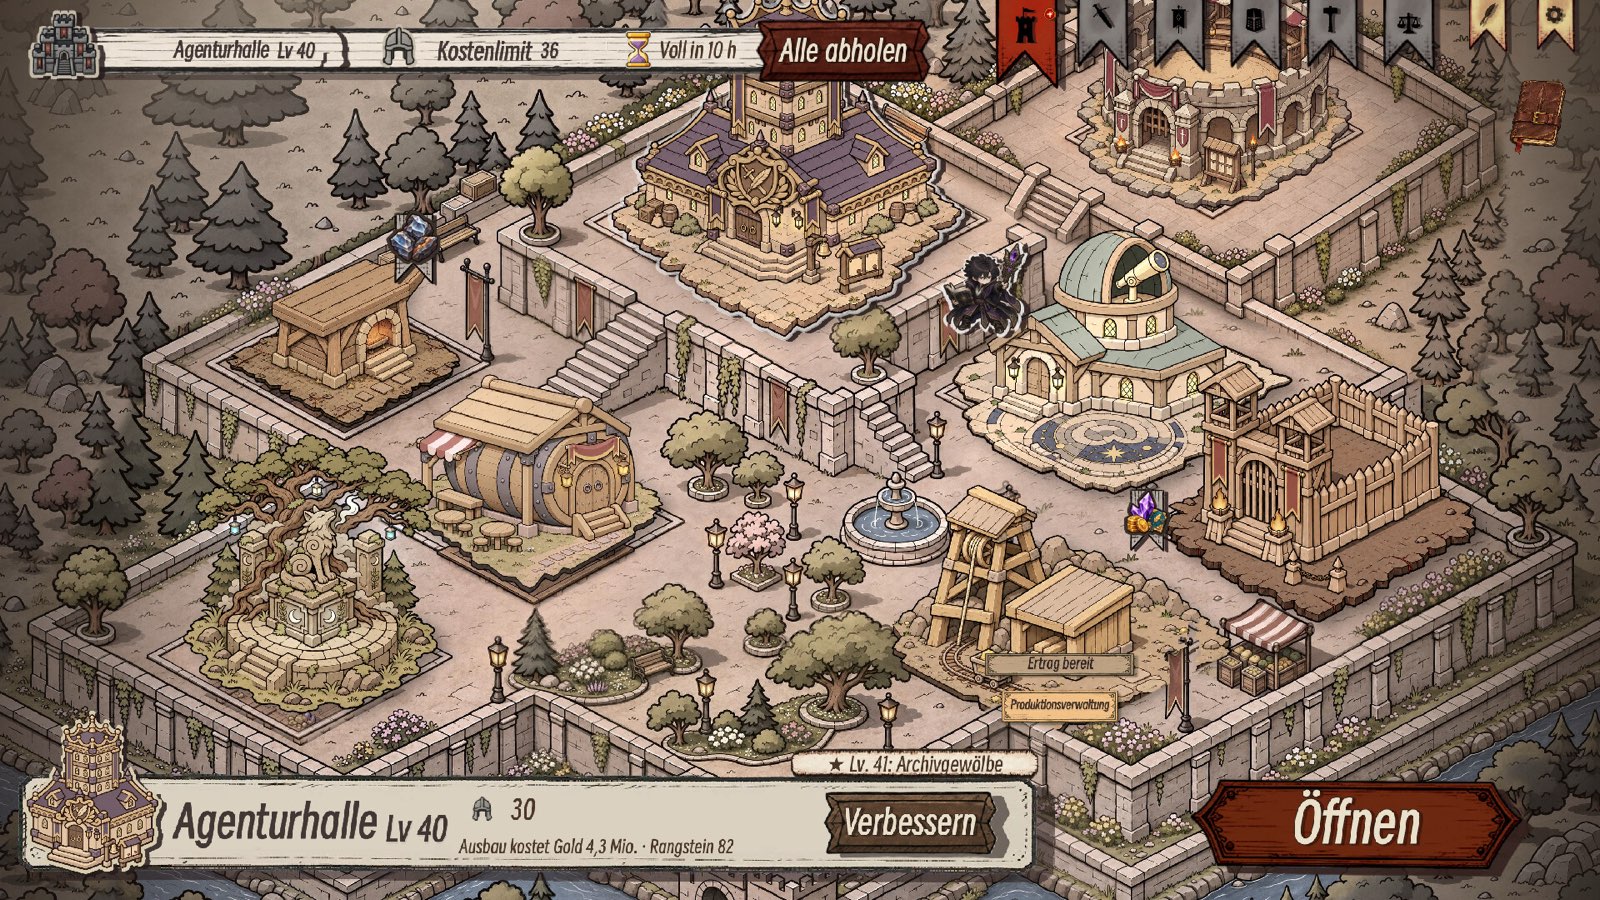 Agenturhalle Lv 40
Kostenlimit 36
Voll in 10 h
Alle abholen
Ertrag bereit
Produktionsverwaltung
★ Lv. 41: Archivgewölbe
Agenturhalle Lv 40
30
Ausbau kostet Gold 4,3 Mio. · Rangstein 82
Verbessern
Öffnen